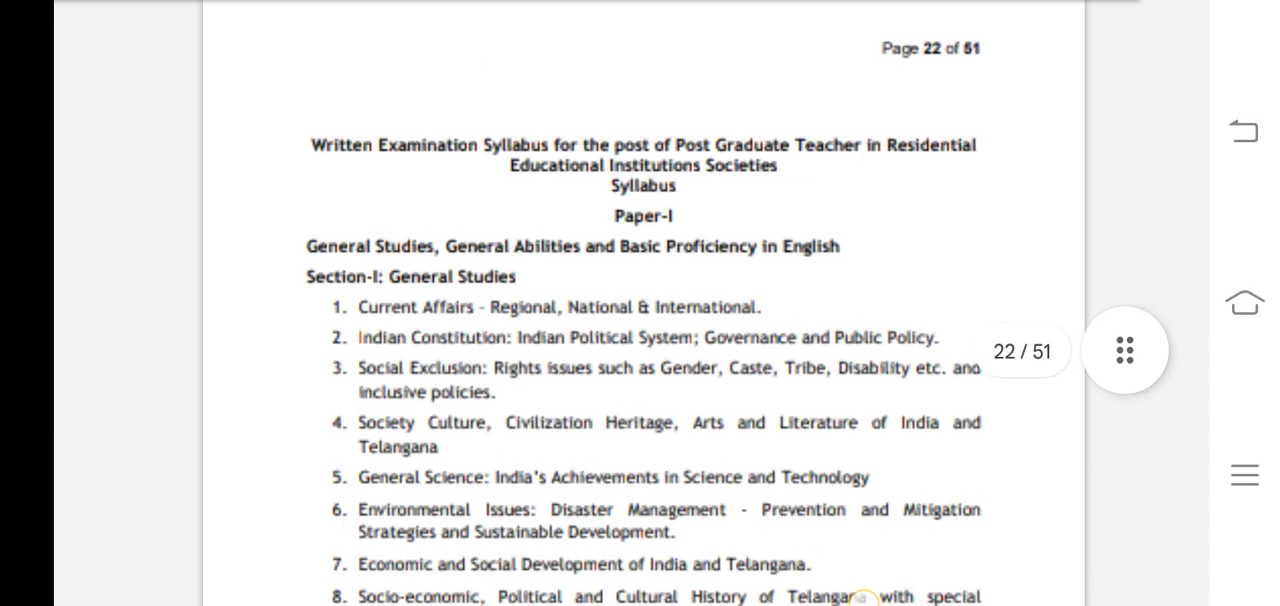 Page 22 of 51
Written Examination Syllabus for the post of Post Graduate Teacher in Residential
Educational Institutions Societies
Syllabus
Paper-I
General Studies, General Abilities and Basic Proficiency in English
Section-I: General Studies
1. Current Affairs - Regional, National & International.
2. Indian Constitution: Indian Political System; Governance and Public Policy.
3. Social Exclusion: Rights issues such as Gender, Caste, Tribe, Disability etc. and
inclusive policies.
4. Society Culture, Civilization Heritage, Arts and Literature of India and
Telangana
5. General Science: India's Achievements in Science and Technology
6. Environmental Issues: Disaster Management - Prevention and Mitigation
Strategies and Sustainable Development.
7. Economic and Social Development of India and Telangana.
8. Socio-economic, Political and Cultural History of Telangana with special
22 / 51